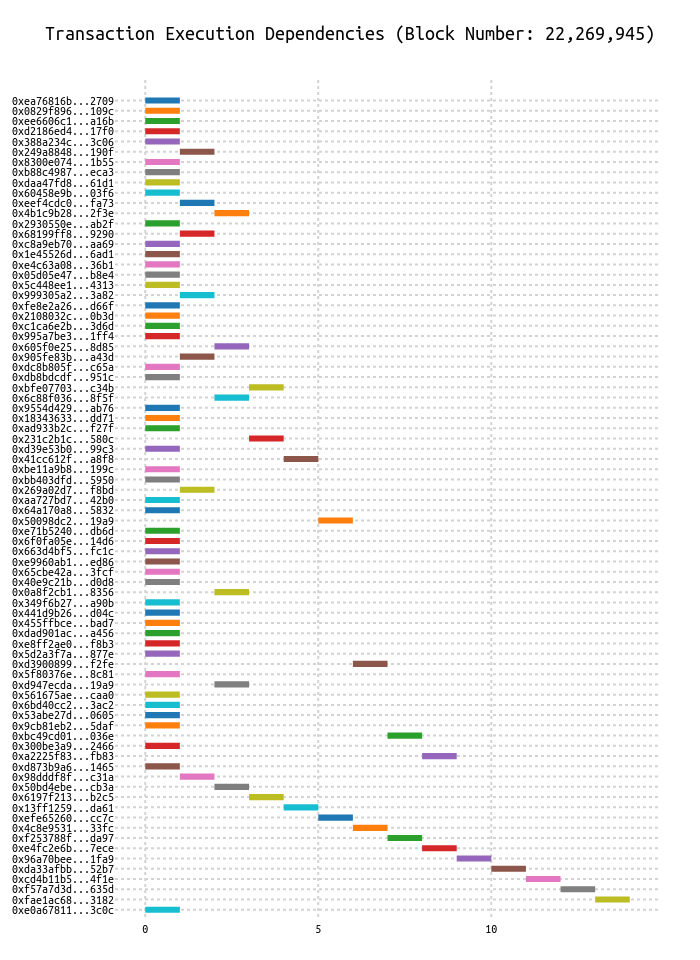 Transaction Execution Dependencies (Block Number: 22,269,945)
0xea76816b...2709
0x0829f896...109c
0xee6606c1...a16b
0xd2186ed4...17f0
0x388a234c...3c06
0x249a8848...190f
0x8300e074...1b55
0xb88c4987...eca3
0xdaa47fd8...61d1
0x60458e9b...03f6
0xeef4cdc0...fa73
0x4b1c9b28...2f3e
0x2930550e...ab2f
0x68199ff8...9290
0xc8a9eb70...aa69
0x1e45526d...6ad1
0xe4c63a08...36b1
0x05d05e47...b8e4
0x5c448ee1...4313
0x999305a2...3a82
0xfe8e2a26...d66f
0x2108032c...0b3d
0xc1ca6e2b...3d6d
0x995a7be3...1ff4
0x605f0e25...8d85
0x905fe83b...a43d
0xdc8b805f...c65a
0xdb8bdcdf...951c
0xbfe07703...c34b
0x6c88f036...8f5f
0x9554d429...ab76
0x18343633...dd71
0xad933b2c...f27f
0x231c2b1c...580c
0xd39e53b0...99c3
0x41cc612f...a8f8
0xbe11a9b8...199c
0xbb403dfd...5950
0x269a02d7...f8bd
0xaa727bd7...42b0
0x64a170a8...5832
0x50098dc2...19a9
0xe71b5240...db6d
0x6f0fa05e...14d6
0x663d4bf5...fc1c
0xe9960ab1...ed86
0x65cbe42a...3fcf
0x40e9c21b...d0d8
0x0a8f2cb1...8356
0x349f6b27...a90b
0x441d9b26...d04c
0x455ffbce...bad7
0xdad901ac...a456
0xe8ff2ae0...f8b3
0x5d2a3f7a...877e
0xd3900899...f2fe
0x5f80376e...8c81
0xd947ecda...19a9
0x561675ae...caa0
0x6bd40cc2...3ac2
0x53abe27d...0605
0x9cb81eb2...5daf
0xbc49cd01...036e
0x300be3a9...2466
0xa2225f83...fb83
0xd873b9a6...1465
0x98dddf8f...c31a
0x50bd4ebe...cb3a
0x6197f213...b2c5
0x13ff1259...da61
0xefe65260...cc7c
0x4c8e9531...33fc
0xf253788f...da97
0xe4fc2e6b...7ece
0x96a70bee...1fa9
0xda33afbb...52b7
0xcd4b11b5...4f1e
0xf57a7d3d...635d
0xfae1ac68...3182
0xe0a67811...3c0c
0 5 10